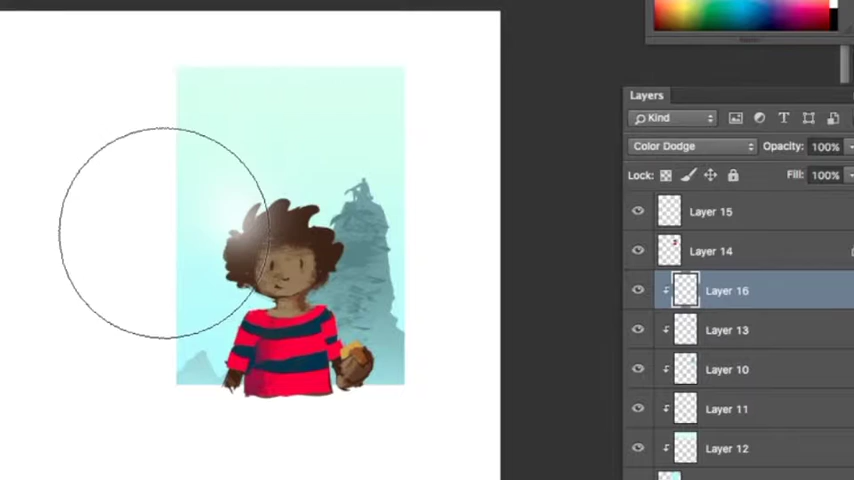 Layers
Kind
Color Dodge Opacity: 100%
Lock: Fill: 100%
Layer 15
Layer 14
Layer 16
Layer 13
Layer 10
Layer 11
Layer 12